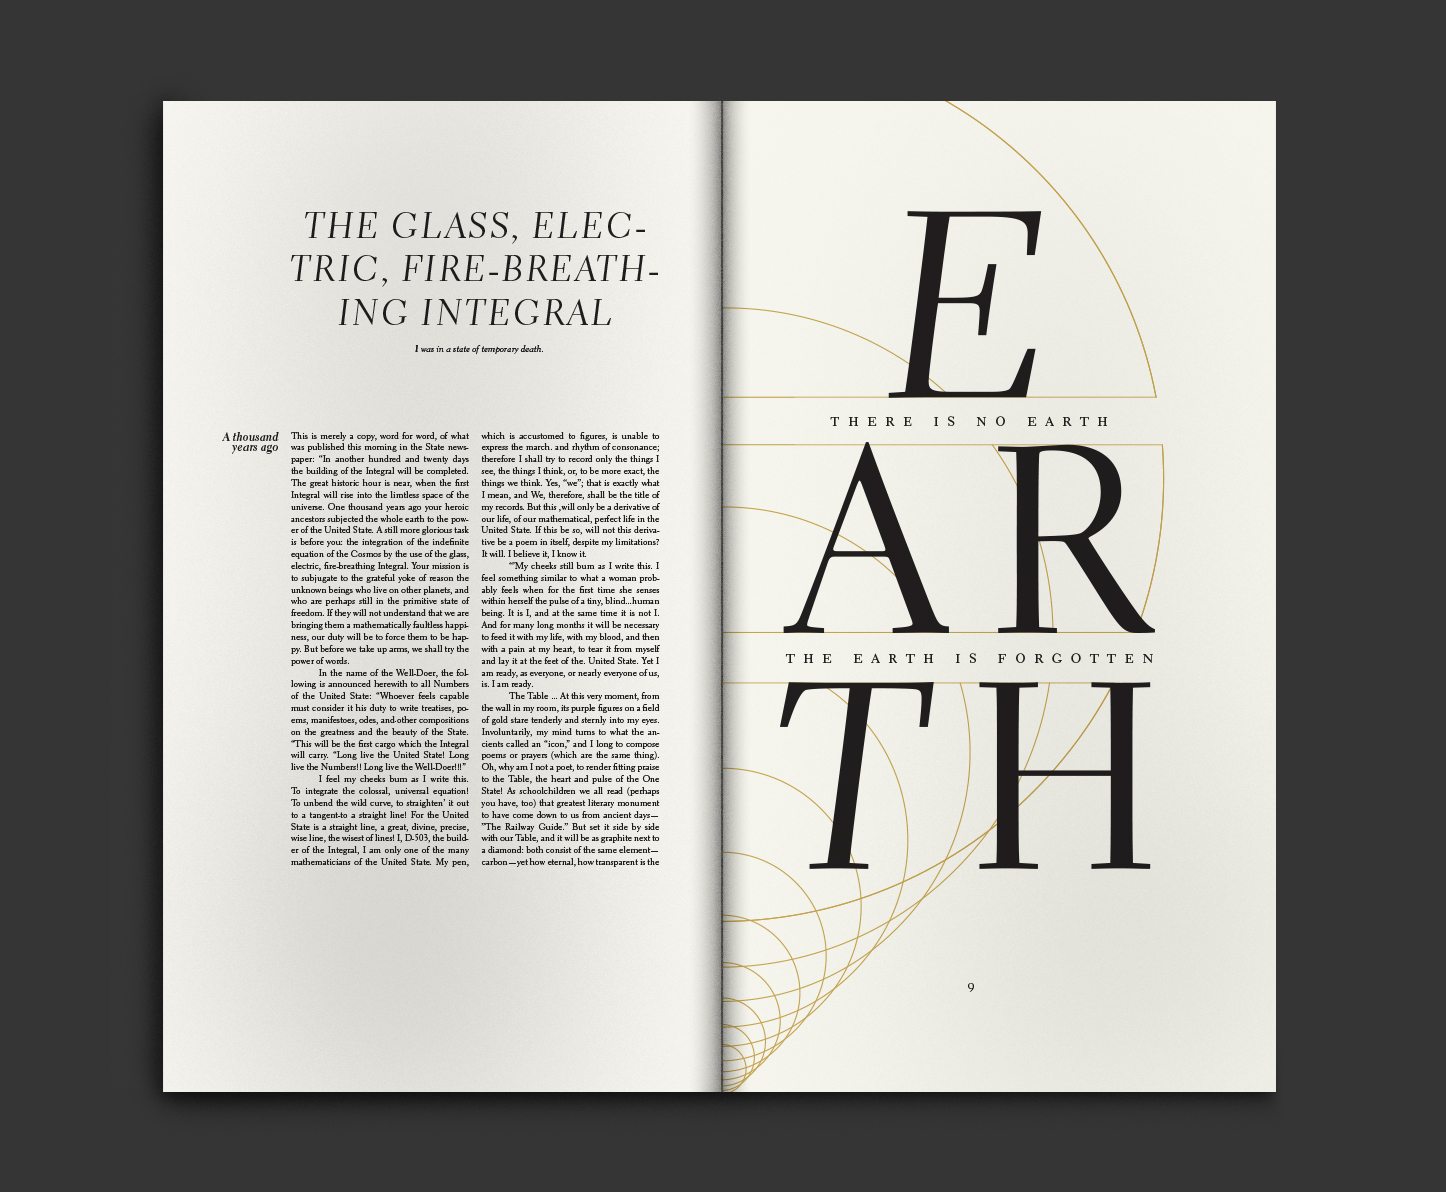 THE GLASS, ELEC-
TRIC, FIRE-BREATH-
ING INTEGRAL
I was in a state of temporary death.
A thousand
years ago
This is merely a copy, word for word, of what
was published this morning in the State news-
paper: “In another hundred and twenty days
the building of the Integral will be completed.
The great historic hour is near, when the first
Integral will rise into the limtless space of the
universe. One thousand years ago your heroic
ancestors subjected the whole earth to the pow-
er of the United State. A still more glorious task
is before you: the integration of the indefinite
equation of the Cosmos by the use of the glass,
electric, fire-breathing Integral. Your mission is
to subjugate to the grateful yoke of reason the
unknown beings who live on other planets, and
who are perhaps still in the primitive state of
freedom. If they will not understand that we are
bringing them a mathematically faultless happi-
ness, our duty will be to force them to be hap-
py. But before we take up arms, we shall try the
power of words.
In the name of the Well-Doer, the fol-
lowing is announced herewith to all Numbers
of the United State: “Whoever feels capable
must consider it his duty to write treatises, po-
ems, manifestoes, odes, and-other compositions
on the greatness and the beauty of the State.
“This will be the first cargo which the Integral
will carry. “Long live the United State! Long
live the Numbers!! Long live the Well-Doer!!!”
I feel my cheeks bum as I write this.
To integrate the colossal, universal equation!
To unbend the wild curve, to straighten’ it out
to a tangent-to a straight line! For the United
State is a straight line, a great, divine, precise,
wise line, the wisest of lines! I, D-503, the build-
er of the Integral, I am only one of the many
mathematicians of the United State. My pen,
which is accustomed to figures, is unable to
express the march. and rhythm of consonance;
therefore I shall try to record only the things I
see, the things I think, or, to be more exact, the
things we think. Yes, “we”; that is exactly what
I mean, and We, therefore, shall be the title of
my records. But this ,will only be a derivative of
our life, of our mathematical, perfect life in the
United State. If this be so, will not this deriva-
tive be a poem in itself, despite my limitations?
It will. I believe it, I know it.
“'My cheeks still bum as I write this. I
feel something similar to what a woman prob-
ably feels when for the first time she senses
within herself the pulse of a tiny, blind...human
being. It is I, and at the same time it is not I.
And for many long months it will be necessary
to feed it with my life, with my blood, and then
with a pain at my heart, to tear it from myself
and lay it at the feet of the. United State. Yet I
am ready, as everyone, or nearly everyone of us,
is. I am ready.
The Table ... At this very moment, from
the wall in my room, its purple figures on a field
of gold stare tenderly and sternly into my eyes.
Involuntarily, my mind turns to what the an-
cients called an “icon,” and I long to compose
poems or prayers (which are the same thing).
Oh, why am I not a poet, to render fitting praise
to the Table, the heart and pulse of the One
State! As schoolchildren we all read (perhaps
you have, too) that greatest literary monument
to have come down to us from ancient days—
”The Railway Guide.” But set it side by side
with our Table, and it will be as graphite next to
a diamond: both consist of the same element—
carbon—yet how eternal, how transparent is the
E
THERE IS NO EARTH
AR
THE EARTH IS FORGOTTEN
TH
9